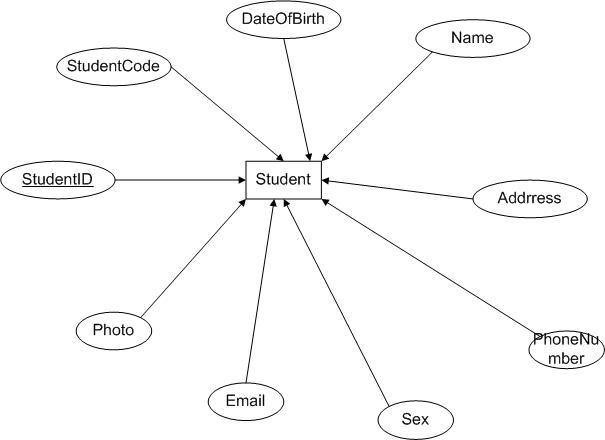 DateOfBirth
Name
StudentCode
StudentID
Student
Addrress
Photo
PhoneNu
mber
Email
Sex